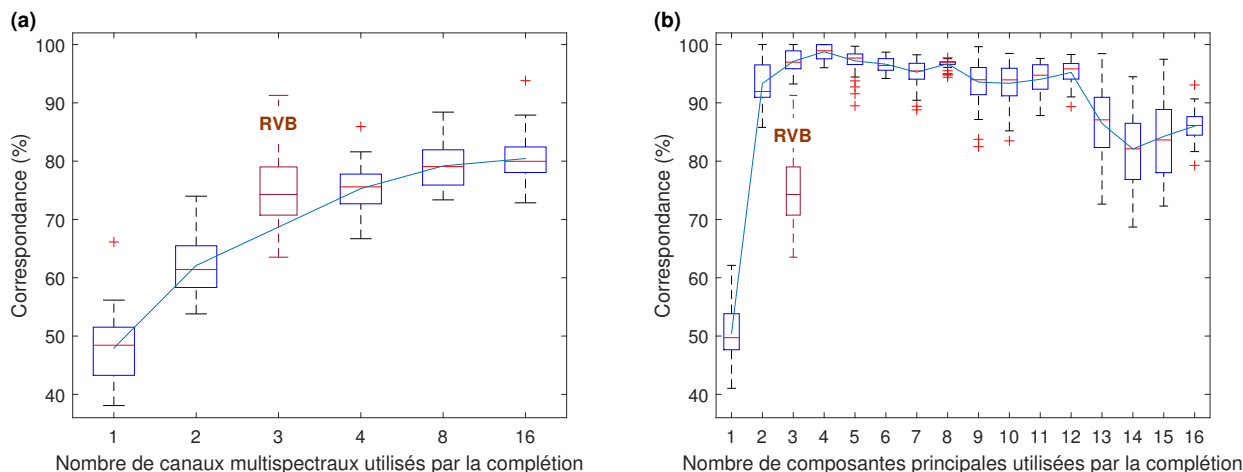 (a)
100
90
80
70
60
50
40
Correspondance (%)
RVB
1 2 3 4 8 16
Nombre de canaux multispectraux utilisés par la complétion
(b)
100
90
80
70
60
50
40
Correspondance (%)
RVB
1 2 3 4 5 6 7 8 9 10 11 12 13 14 15 16
Nombre de composantes principales utilisées par la complétion